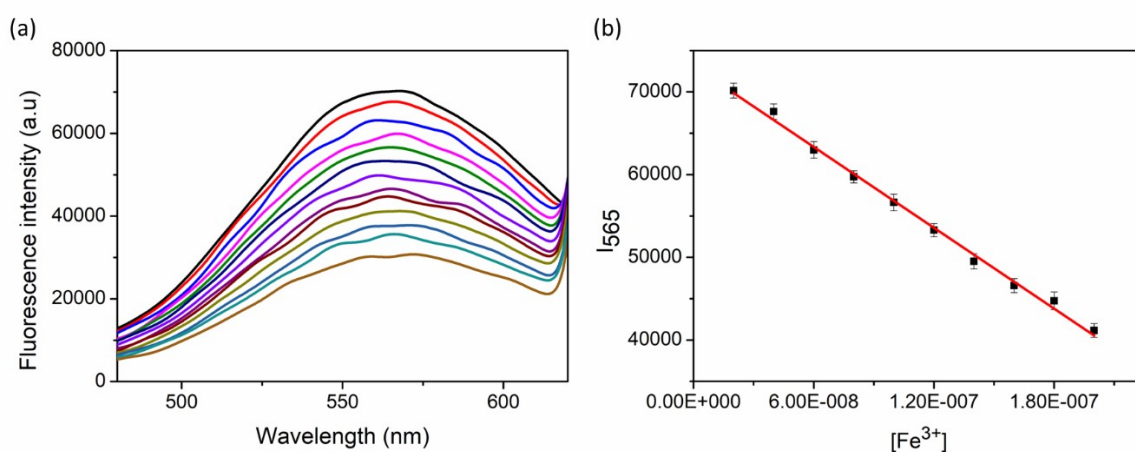 (a)
80000
60000
40000
20000
0
Fluorescence intensity (a.u)
500
550
600
Wavelength (nm)
(b)
70000
60000
50000
40000
I565
0.00E+000
6.00E-008
1.20E-007
1.80E-007
[Fe3+]